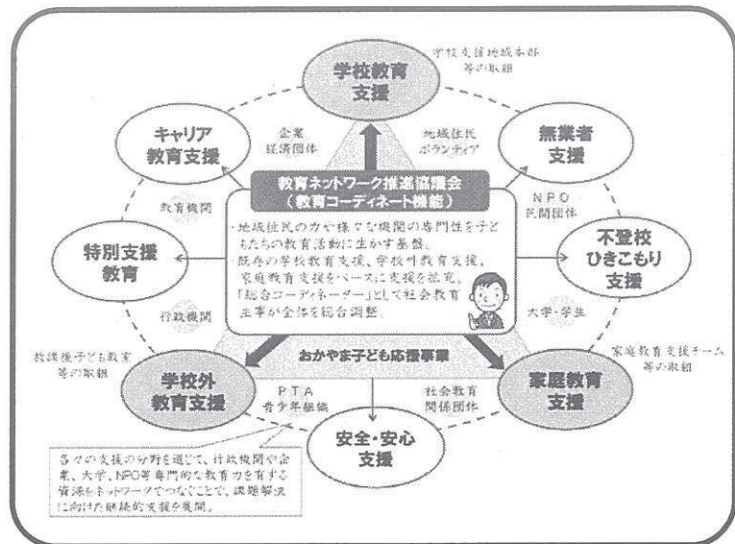 学校支援地域本部
等の取組
学校教育
支援
キャリア
教育支援
企業
経済団体
地域住民
ボランティア
無業者
支援
教育ネットワーク推進協議会
(教育コーディネート機能)
教育機関
NPO
民間団体
・地域住民の力や様々な機関の専門性を子ど
もたちの教育活動に生かす基盤。
・既存の学校教育支援、学校外教育支援、
家庭教育支援をベースに支援を拡充。
「総合コーディネーター」として社会教育
主事が全体を総合調整。
特別支援
教育
不登校
ひきこもり
支援
行政機関
大学・学生
放課後子ども教室
等の取組
おかやま子ども応援事業
家庭教育支援チーム
等の取組
学校外
教育支援
PTA
青少年組織
社会教育
関係団体
家庭教育
支援
安全・安心
支援
各々の支援の分野を通じて、行政機関や企
業、大学、NPO等専門的な教育力を有する
資源をネットワークでつなぐことで、課題解決
に向けた継続的支援を展開。